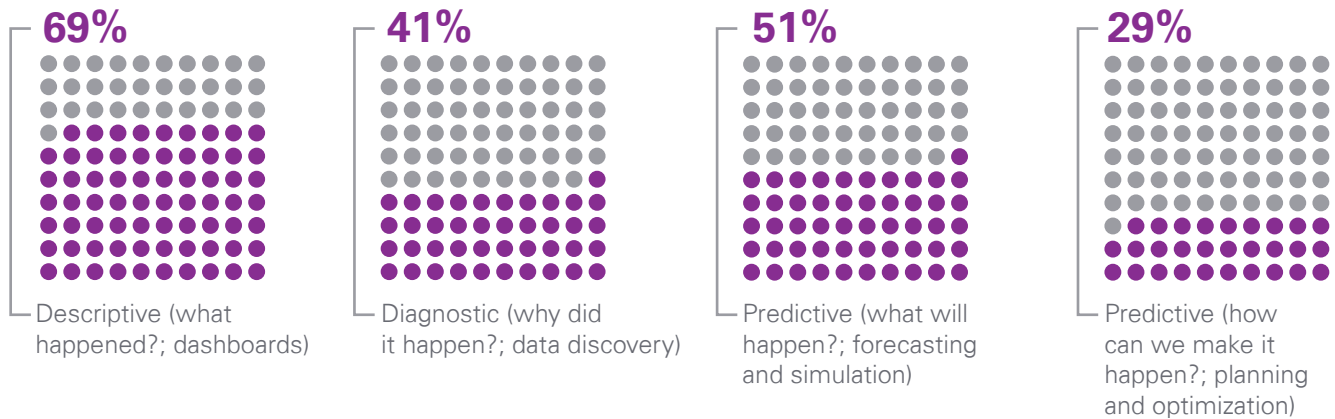 69%
Descriptive (what
happened?; dashboards)
41%
Diagnostic (why did
it happen?; data discovery)
51%
Predictive (what will
happen?; forecasting
and simulation)
29%
Predictive (how
can we make it
happen?; planning
and optimization)